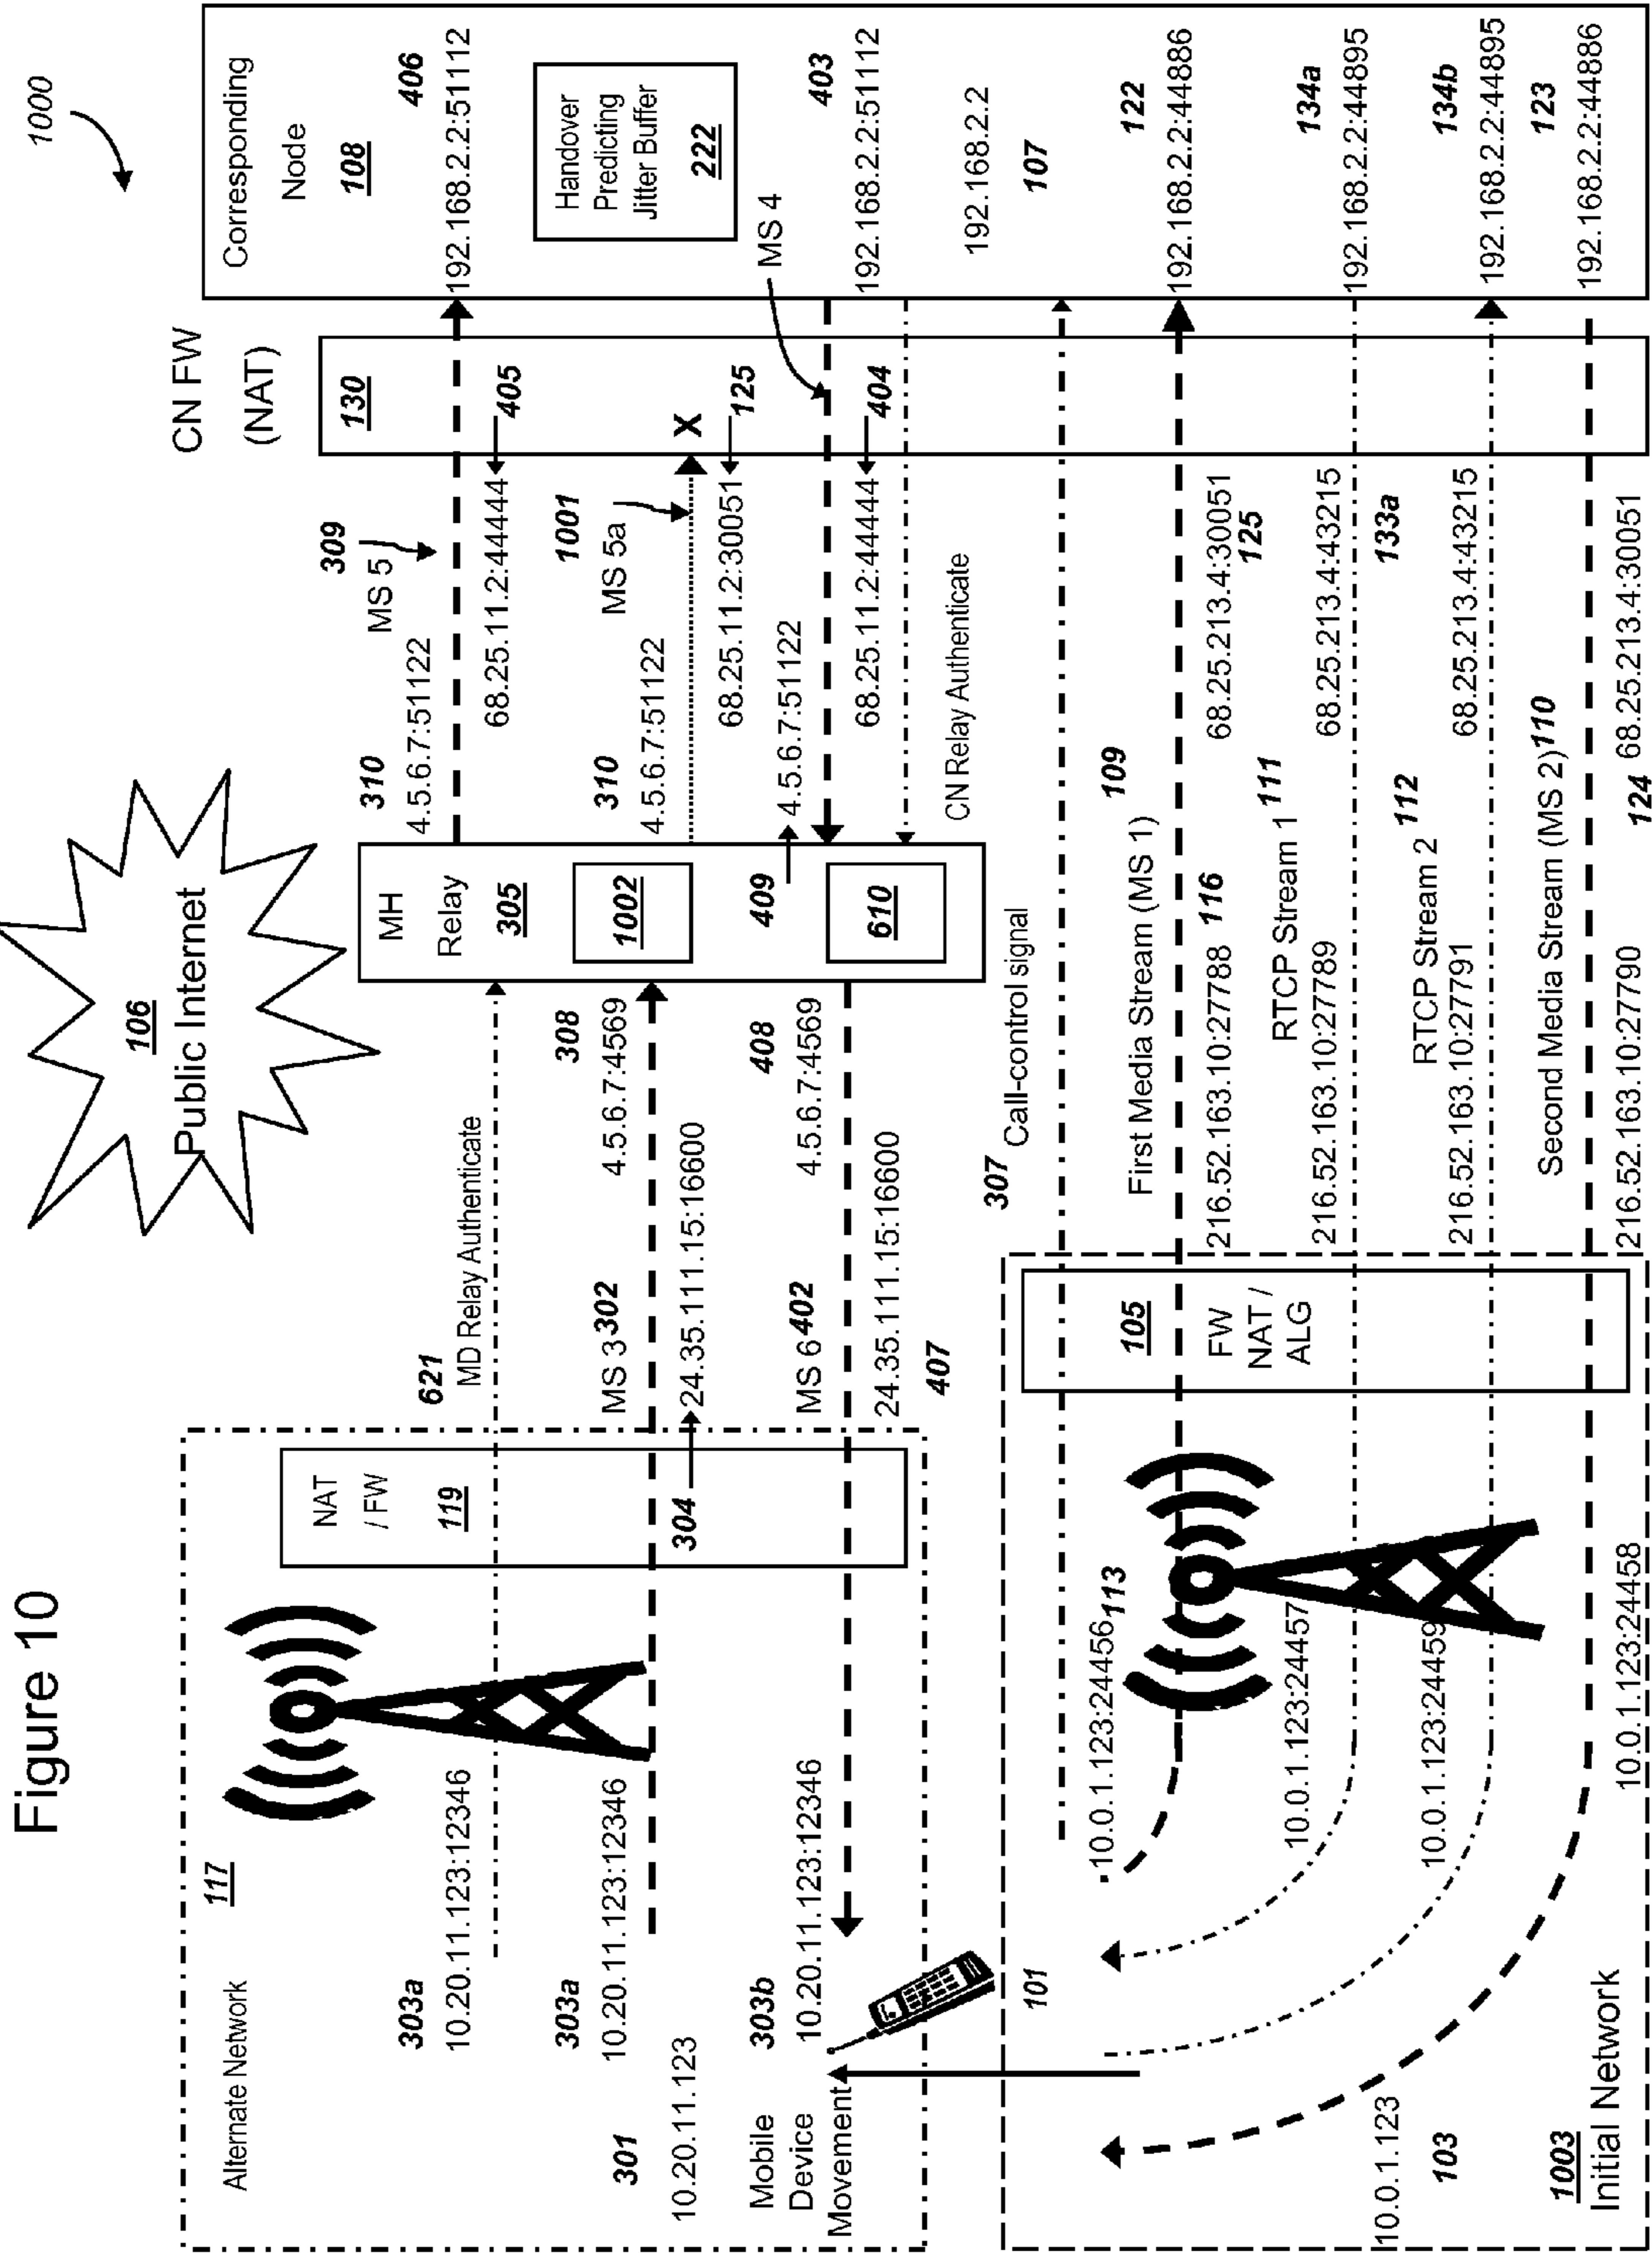 Figure 10
1000
Alternate Network
117
303a
10.20.11.123:12346
303a
10.20.11.123:12346
301
10.20.11.123
Mobile
Device
Movement
303b
10.20.11.123:12346
NAT
/ FW
119
304
621
MD Relay Authenticate
MS 3 302
24.35.111.15:16600
MS 6 402
24.35.111.15:16600
407
106
Public Internet
308
4.5.6.7:4569
408
4.5.6.7:4569
MH
Relay
305
1002
409
610
310
4.5.6.7:51122
309
MS 5
68.25.11.2:44444
405
310
4.5.6.7:51122
1001
MS 5a
68.25.11.2:30051
125
X
4.5.6.7:51122
MS 4
68.25.11.2:44444
404
CN Relay Authenticate
CN FW
(NAT)
130
Corresponding
Node
108
406
192.168.2.2:51112
Handover
Predicting
Jitter Buffer
222
403
192.168.2.2:51112
192.168.2.2
107
122
192.168.2.2:44886
134a
192.168.2.2:44895
134b
192.168.2.2:44895
123
192.168.2.2:44886
101
307
Call-control signal
10.0.1.123:24456
113
105
FW
NAT /
ALG
First Media Stream (MS 1)
109
216.52.163.10:27788
116
68.25.213.4:30051
125
10.0.1.123:24457
RTCP Stream 1
111
216.52.163.10:27789
68.25.213.4:43215
133a
10.0.1.123:24459
RTCP Stream 2
112
216.52.163.10:27791
68.25.213.4:43215
10.0.1.123
103
Second Media Stream (MS 2)
110
1003
Initial Network
10.0.1.123:24458
216.52.163.10:27790
124
68.25.213.4:30051